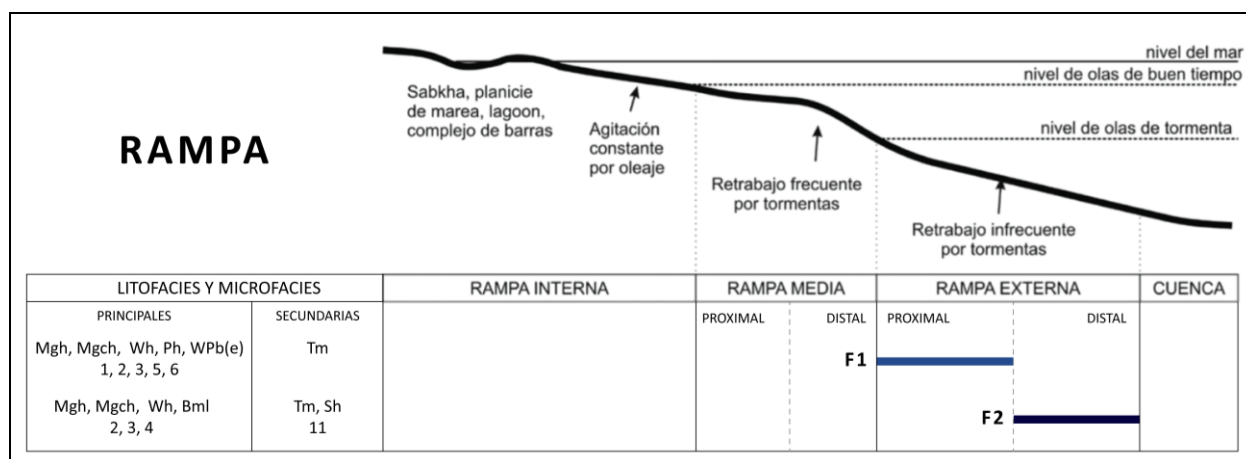 nivel del mar
nivel de olas de buen tiempo
Sabkha, planicie
de marea, lagoon,
complejo de barras
Agitación
constante
por oleaje
nivel de olas de tormenta
RAMPA
Retrabajo frecuente
por tormentas
Retrabajo infrecuente
por tormentas
LITOFACIES Y MICROFACIES
RAMPA INTERNA
RAMPA MEDIA
RAMPA EXTERNA
CUENCA
PRINCIPALES
SECUNDARIAS
PROXIMAL
DISTAL
PROXIMAL
DISTAL
Mgh, Mgch, Wh, Ph, WPb(e)
1, 2, 3, 5, 6
Tm
F1
Mgh, Mgch, Wh, Bml
2, 3, 4
Tm, Sh
11
F2